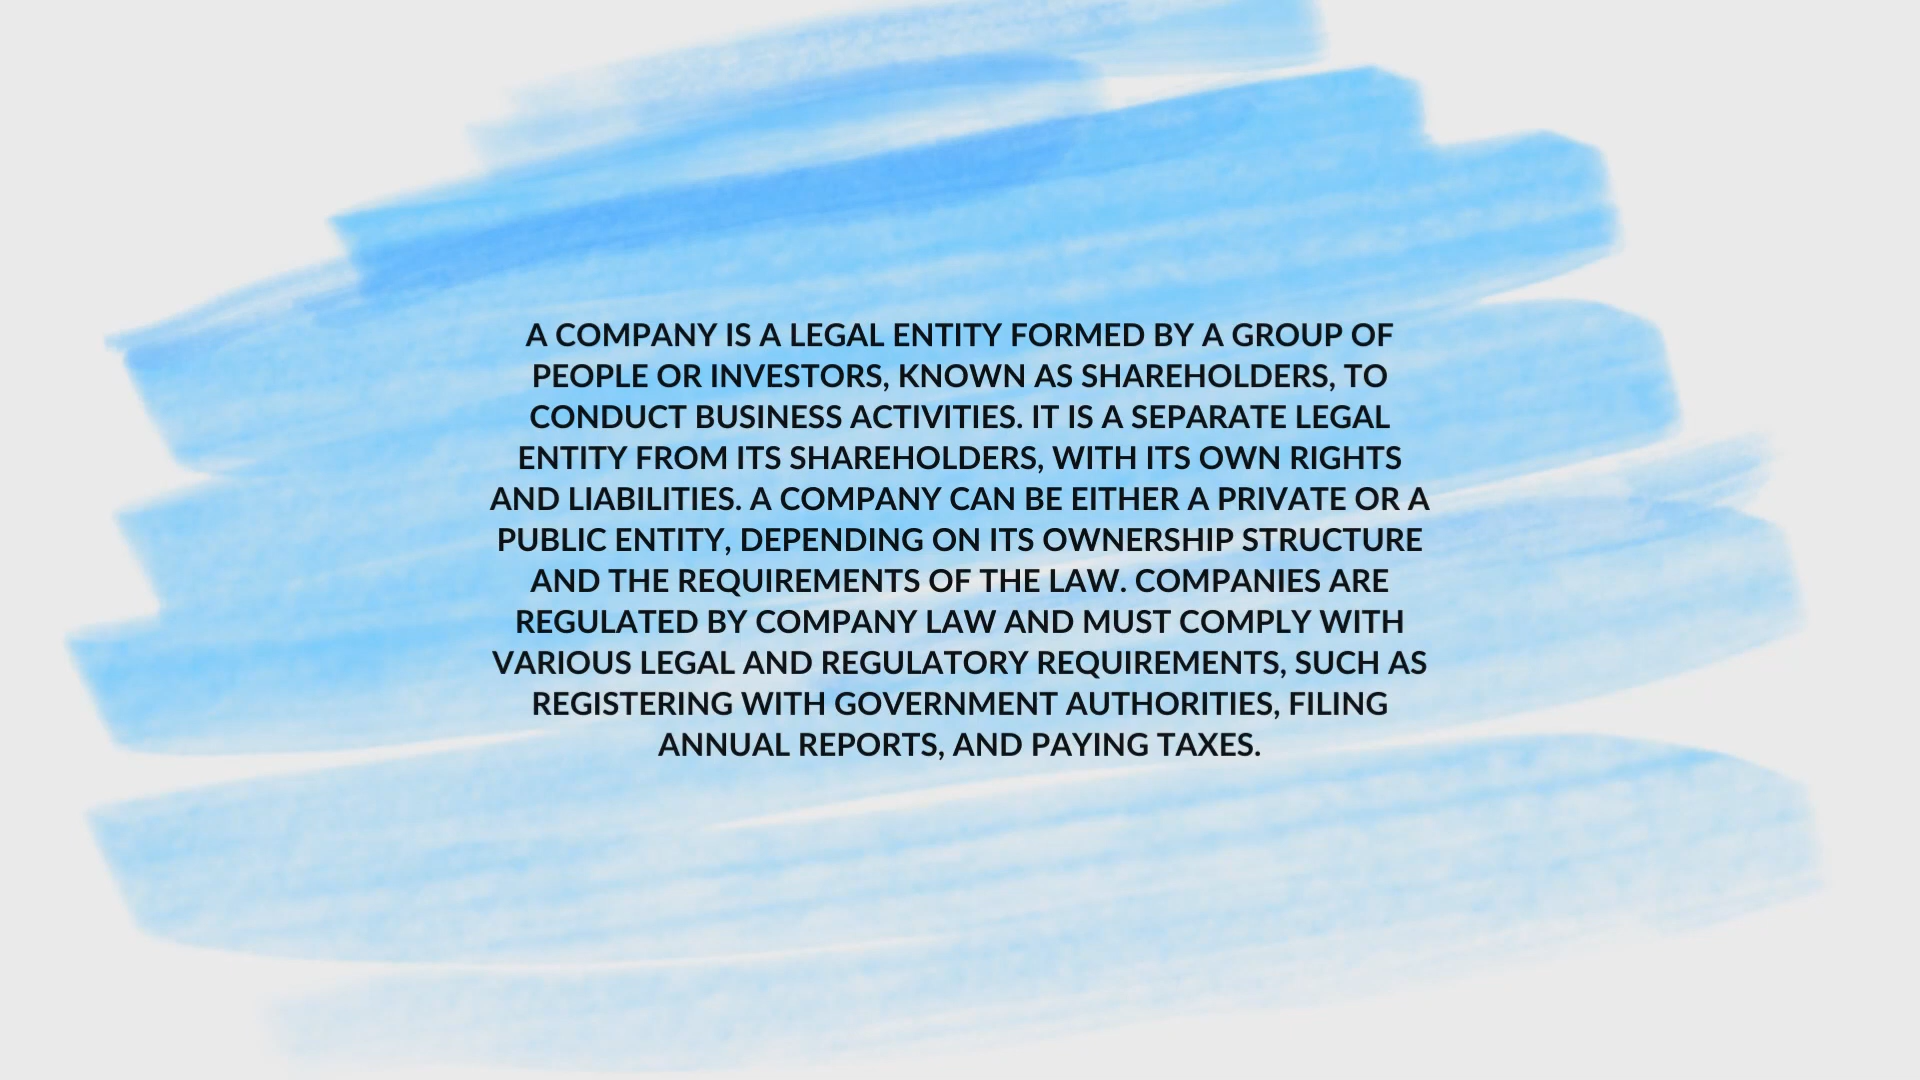 A COMPANY IS A LEGAL ENTITY FORMED BY A GROUP OF
PEOPLE OR INVESTORS, KNOWN AS SHAREHOLDERS, TO
CONDUCT BUSINESS ACTIVITIES. IT IS A SEPARATE LEGAL
ENTITY FROM ITS SHAREHOLDERS, WITH ITS OWN RIGHTS
AND LIABILITIES. A COMPANY CAN BE EITHER A PRIVATE OR A
PUBLIC ENTITY, DEPENDING ON ITS OWNERSHIP STRUCTURE
AND THE REQUIREMENTS OF THE LAW. COMPANIES ARE
REGULATED BY COMPANY LAW AND MUST COMPLY WITH
VARIOUS LEGAL AND REGULATORY REQUIREMENTS, SUCH AS
REGISTERING WITH GOVERNMENT AUTHORITIES, FILING
ANNUAL REPORTS, AND PAYING TAXES.